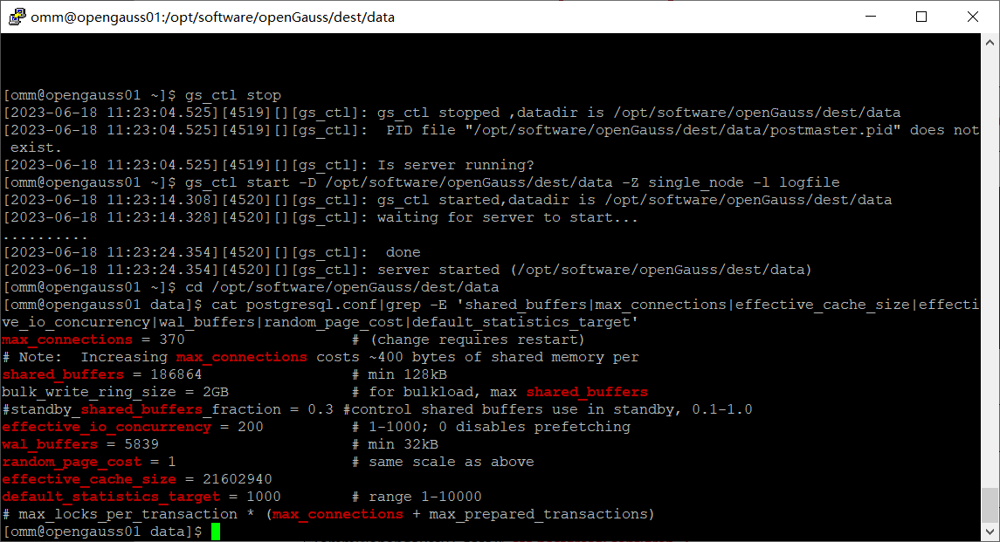 omm@opengauss01:/opt/software/openGauss/dest/data
[omm@opengauss01 ~]$ gs_ctl stop
[2023-06-18 11:23:04.525][4519][][gs_ctl]: gs_ctl stopped ,datadir is /opt/software/openGauss/dest/data
[2023-06-18 11:23:04.525][4519][][gs_ctl]:  PID file "/opt/software/openGauss/dest/data/postmaster.pid" does not
 exist.
[2023-06-18 11:23:04.525][4519][][gs_ctl]: Is server running?
[omm@opengauss01 ~]$ gs_ctl start -D /opt/software/openGauss/dest/data -Z single_node -l logfile
[2023-06-18 11:23:14.308][4520][][gs_ctl]: gs_ctl started,datadir is /opt/software/openGauss/dest/data
[2023-06-18 11:23:14.328][4520][][gs_ctl]: waiting for server to start...
..........
[2023-06-18 11:23:24.354][4520][][gs_ctl]:  done
[2023-06-18 11:23:24.354][4520][][gs_ctl]: server started (/opt/software/openGauss/dest/data)
[omm@opengauss01 ~]$ cd /opt/software/openGauss/dest/data
[omm@opengauss01 data]$ cat postgresql.conf|grep -E 'shared_buffers|max_connections|effective_cache_size|effecti
ve_io_concurrency|wal_buffers|random_page_cost|default_statistics_target'
max_connections = 370                   # (change requires restart)
# Note:  Increasing max_connections costs ~400 bytes of shared memory per
shared_buffers = 186864                 # min 128kB
bulk_write_ring_size = 2GB              # for bulkload, max shared_buffers
#standby_shared_buffers_fraction = 0.3 #control shared buffers use in standby, 0.1-1.0
effective_io_concurrency = 200          # 1-1000; 0 disables prefetching
wal_buffers = 5839                      # min 32kB
random_page_cost = 1                    # same scale as above
effective_cache_size = 21602940
default_statistics_target = 1000        # range 1-10000
# max_locks_per_transaction * (max_connections + max_prepared_transactions)
[omm@opengauss01 data]$